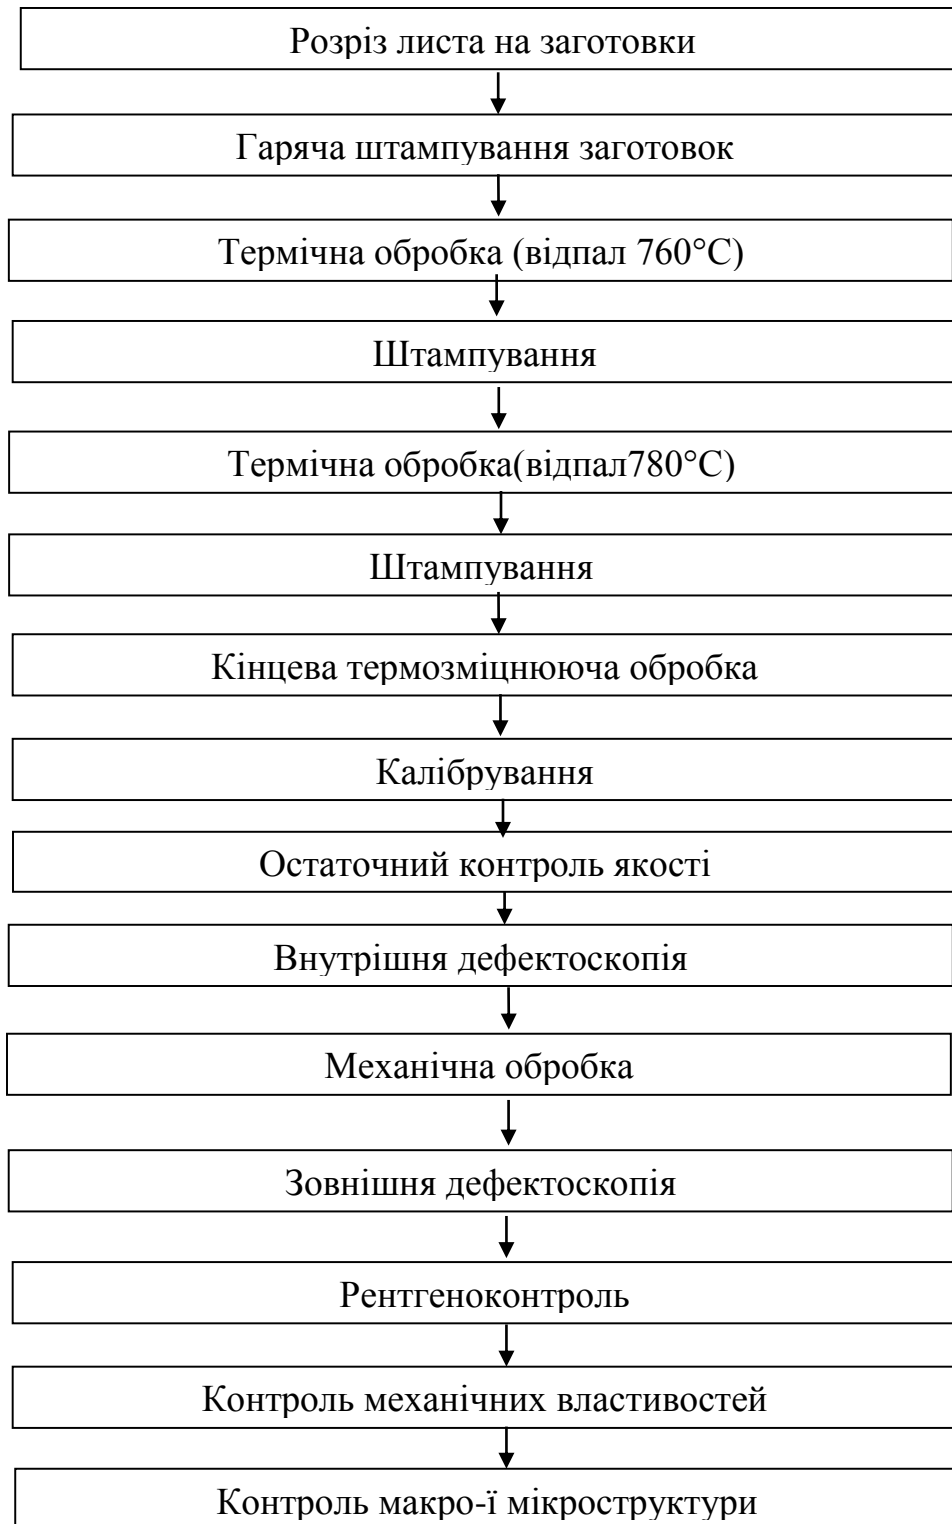 Розріз листа на заготовки
Гаряча штампування заготовок
Термічна обробка (відпал 760°С)
Штампування
Термічна обробка(відпал780°С)
Штампування
Кінцева термозміцнююча обробка
Калібрування
Остаточний контроль якості
Внутрішня дефектоскопія
Механічна обробка
Зовнішня дефектоскопія
Рентгеноконтроль
Контроль механічних властивостей
Контроль макро-ї мікроструктури